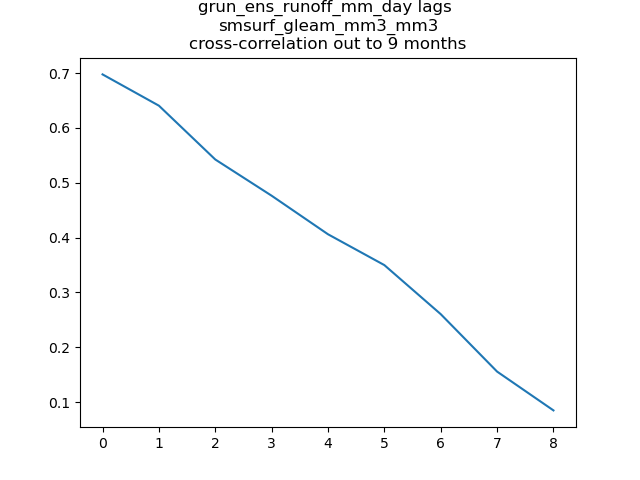 grun_ens_runoff_mm_day lags
smsurf_gleam_mm3_mm3
cross-correlation out to 9 months
0.7
0.6
0.5
0.4
0.3
0.2
0.1
0 1 2 3 4 5 6 7 8